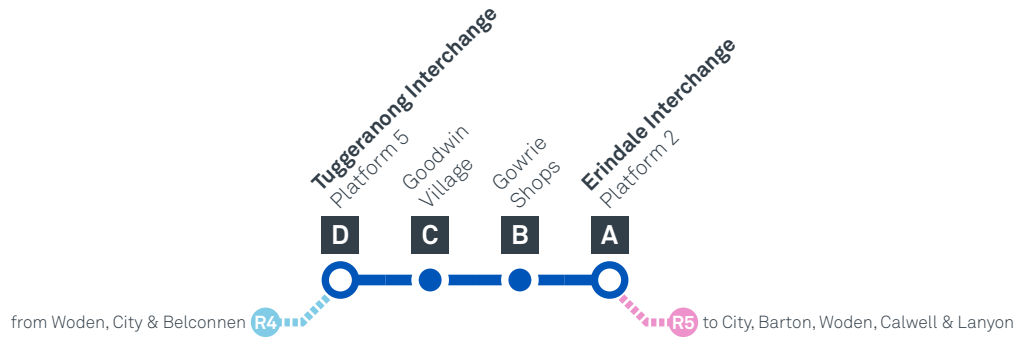 Tuggeranong Interchange
Platform 5
Goodwin
Village
Gowrie
Shops
Erindale Interchange
Platform 2
D
C
B
A
from Woden, City & Belconnen R4
R5 to City, Barton, Woden, Calwell & Lanyon